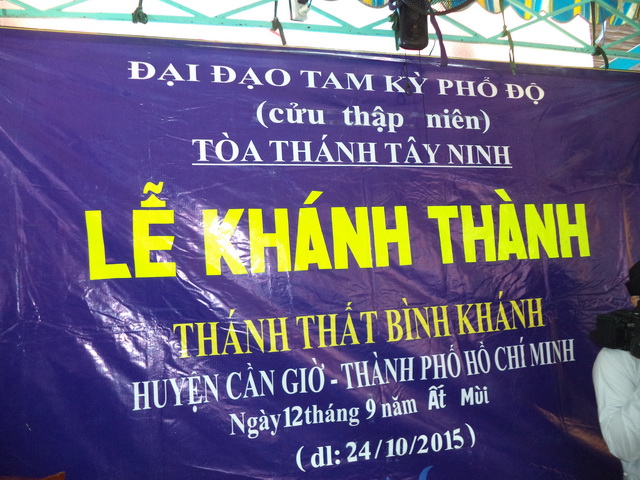 ĐẠI ĐẠO TAM KỲ PHỔ ĐỘ
(cửu thập niên)
TÒA THÁNH TÂY NINH
LỄ KHÁNH THÀNH
THÁNH THẤT BÌNH KHÁNH
HUYỆN CẦN GIỜ - THÀNH PHỐ HỒ CHÍ MINH
Ngày 12 tháng 9 năm Ất Mùi
(dl: 24/10/2015)